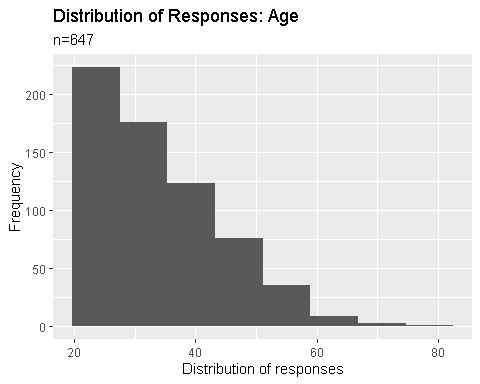 Distribution of Responses: Age
n=647
Frequency
200
150
100
50
0
20 40 60 80
Distribution of responses